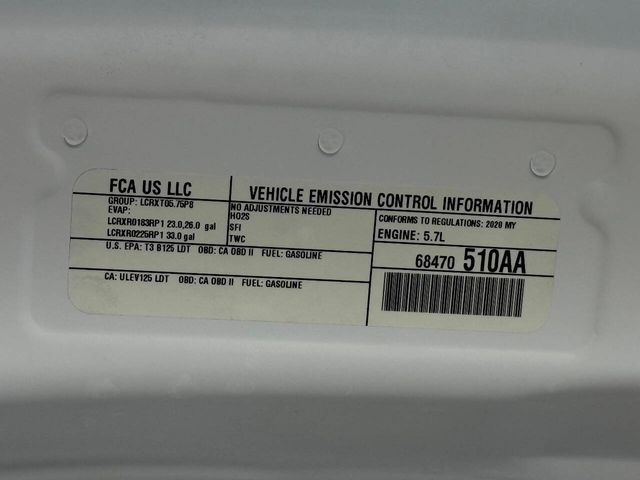 FCA US LLC
VEHICLE EMISSION CONTROL INFORMATION
GROUP: LCRXT05.75P8
EVAP:
LCRXR0183RP1 23.0,26.0 gal
LCRXR0225RP1 33.0 gal
NO ADJUSTMENTS NEEDED
HO2S
SFI
TWC
CONFORMS TO REGULATIONS: 2020 MY
ENGINE: 5.7L
U.S. EPA: T3 B125 LDT OBD: CA OBD II FUEL: GASOLINE
CA: ULEV125 LDT OBD: CA OBD II FUEL: GASOLINE
68470 510AA